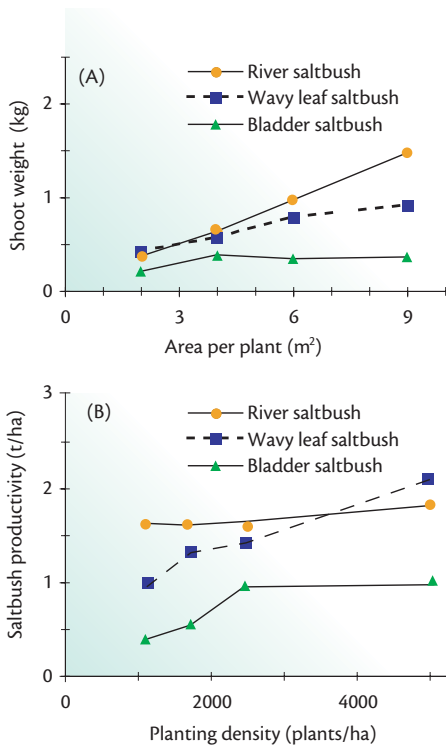 (A)
River saltbush
Wavy leaf saltbush
Bladder saltbush
Shoot weight (kg)
2
1
0
0 3 6 9
Area per plant (m²)
3
(B)
River saltbush
Wavy leaf saltbush
Bladder saltbush
Saltbush productivity (t/ha)
2
1
0
0 2000 4000
Planting density (plants/ha)